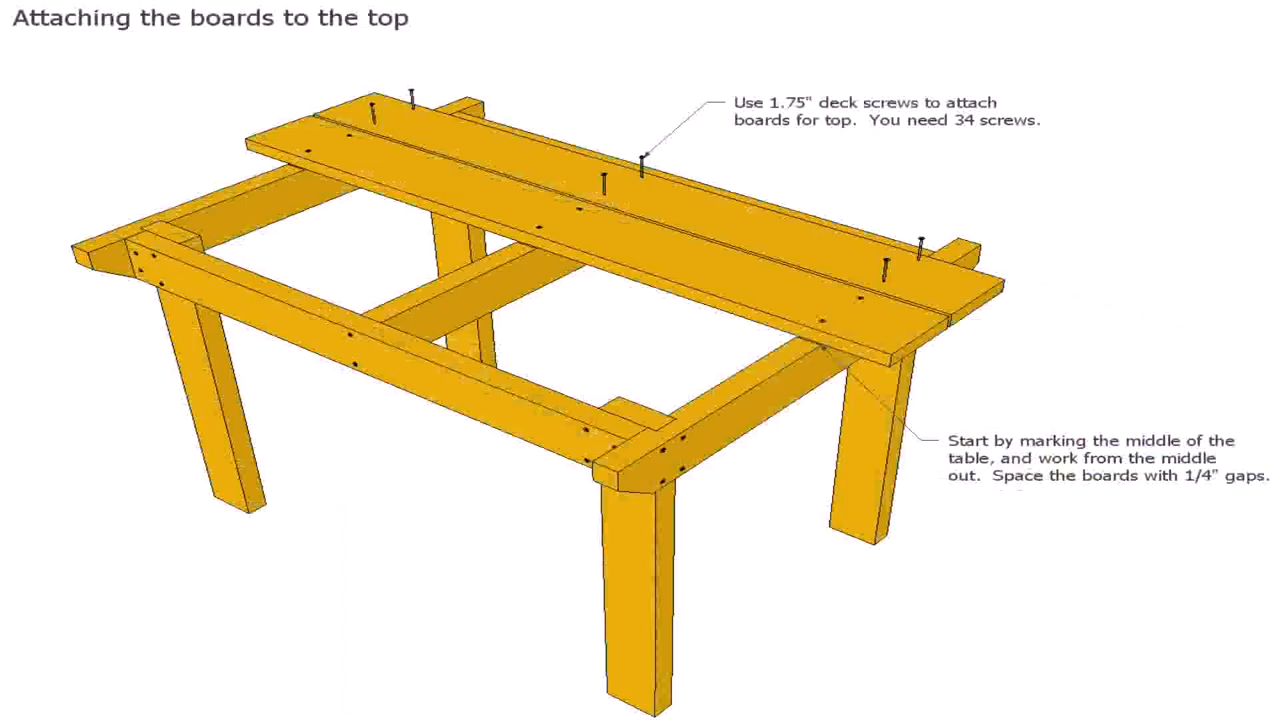 Attaching the boards to the top
Use 1.75" deck screws to attach
boards for top.  You need 34 screws.
Start by marking the middle of the
table, and work from the middle
out.  Space the boards with 1/4" gaps.